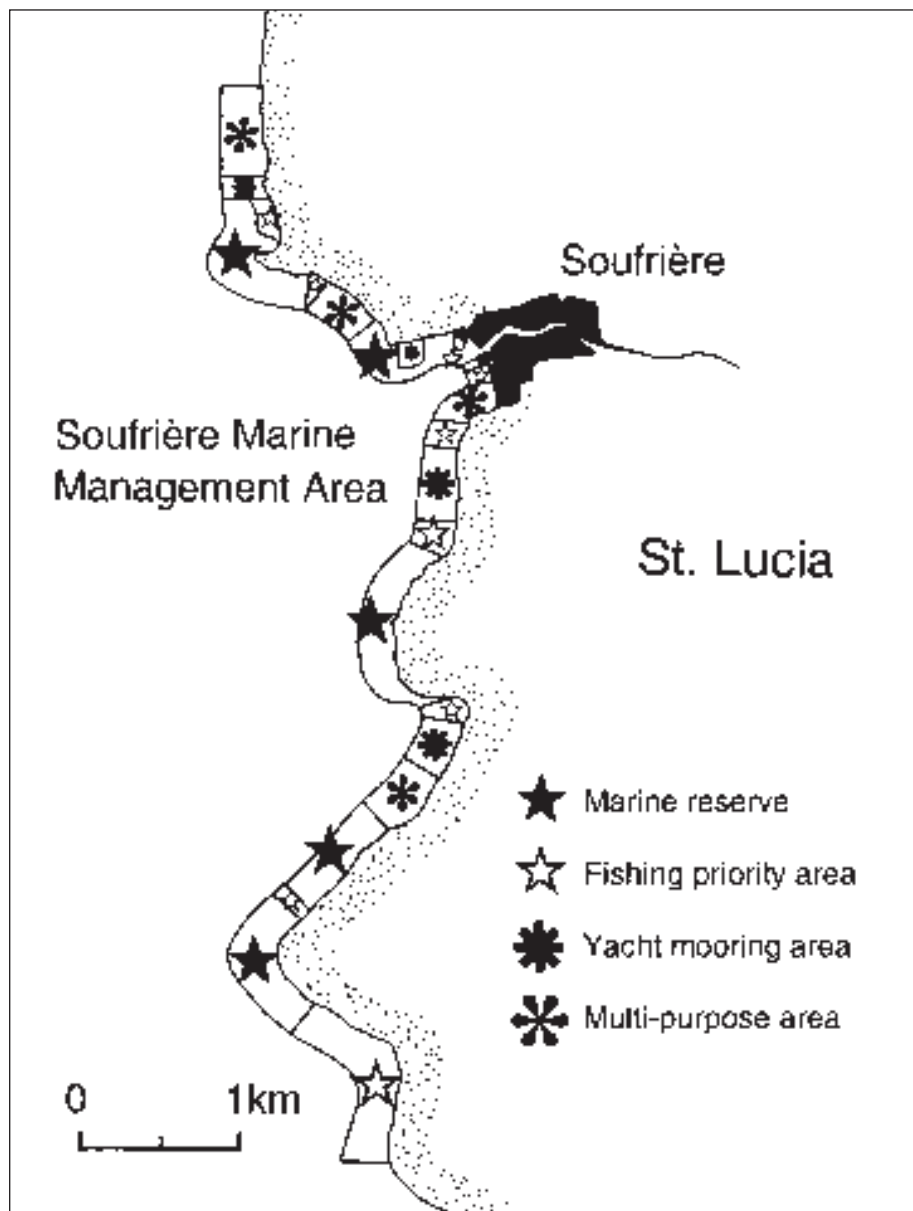 Soufrière
Soufrière Marine
Management Area
St. Lucia
Marine reserve
Fishing priority area
Yacht mooring area
Multi-purpose area
0 1km